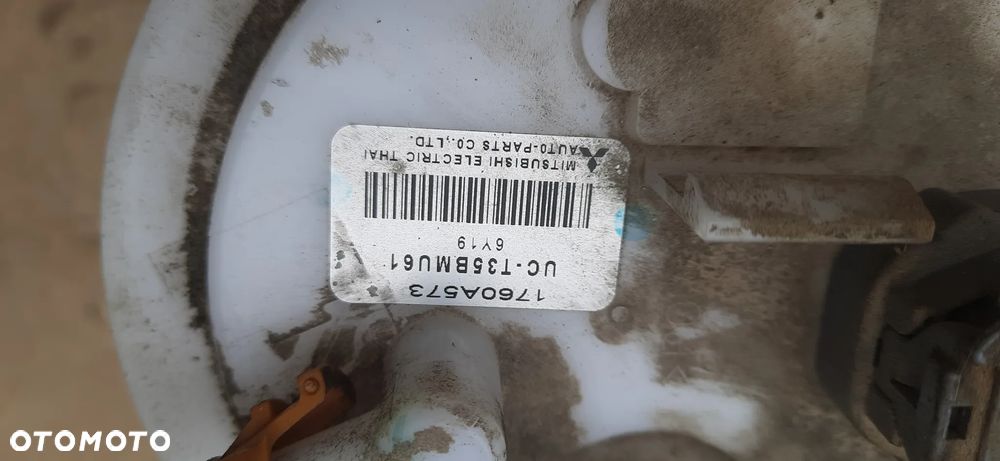 1760A573
UC-T35BMU61
6Y19
MITSUBISHI ELECTRIC THAI
AUTO-PARTS CO.,LTD.
OTOMOTO